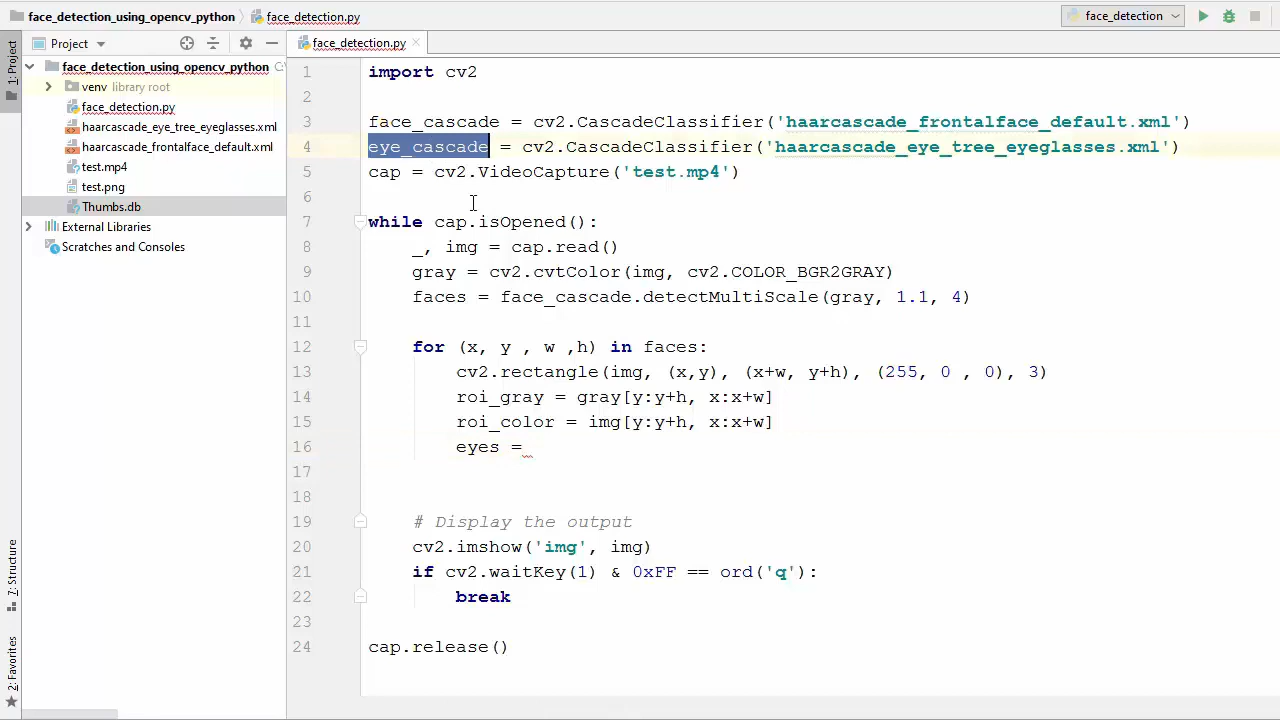 face_detection_using_opencv_python face_detection.py face_detection
1: Project
Project face_detection.py
face_detection_using_opencv_python
venv library root
face_detection.py
haarcascade_eye_tree_eyeglasses.xml
haarcascade_frontalface_default.xml
test.mp4
test.png
Thumbs.db
External Libraries
Scratches and Consoles
1 import cv2
2
3 face_cascade = cv2.CascadeClassifier('haarcascade_frontalface_default.xml')
4 eye_cascade = cv2.CascadeClassifier('haarcascade_eye_tree_eyeglasses.xml')
5 cap = cv2.VideoCapture('test.mp4')
6
7 while cap.isOpened():
8 _, img = cap.read()
9 gray = cv2.cvtColor(img, cv2.COLOR_BGR2GRAY)
10 faces = face_cascade.detectMultiScale(gray, 1.1, 4)
11
12 for (x, y , w ,h) in faces:
13 cv2.rectangle(img, (x,y), (x+w, y+h), (255, 0 , 0), 3)
14 roi_gray = gray[y:y+h, x:x+w]
15 roi_color = img[y:y+h, x:x+w]
16 eyes =
17
18
19 # Display the output
20 cv2.imshow('img', img)
21 if cv2.waitKey(1) & 0xFF == ord('q'):
22 break
23
24 cap.release()
Z: Structure
2: Favorites